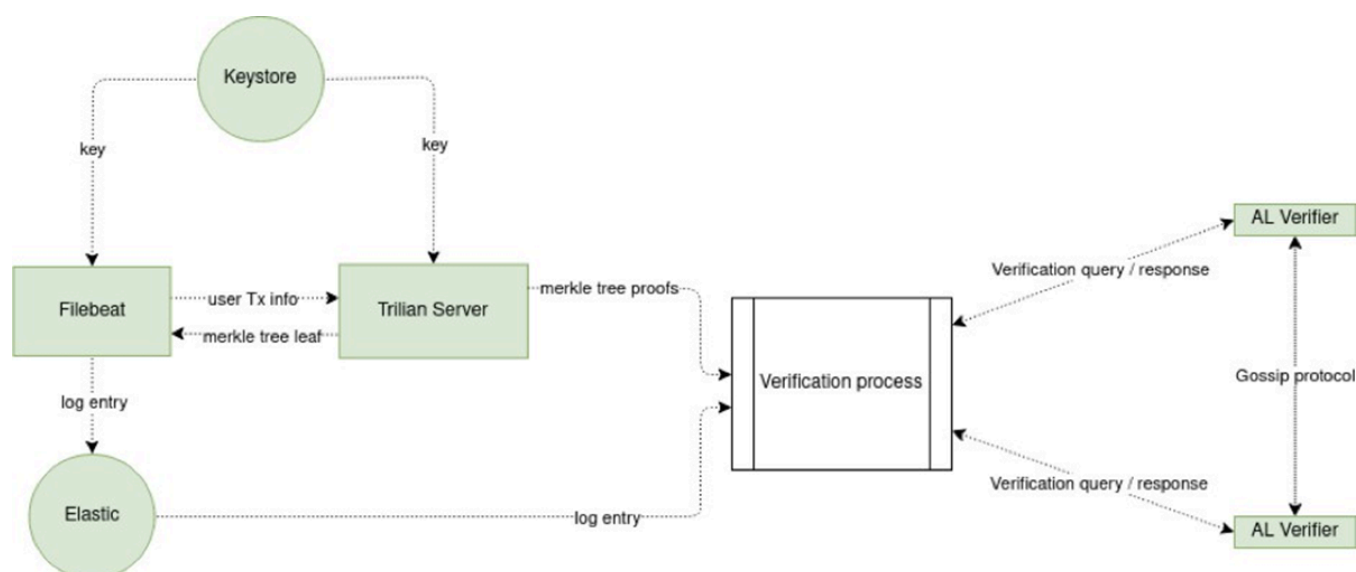 Keystore
key
key
AL Verifier
Verification query / response
Filebeat
user Tx info
merkle tree leaf
Trilian Server
merkle tree proofs
Verification process
Gossip protocol
log entry
Elastic
log entry
Verification query / response
AL Verifier